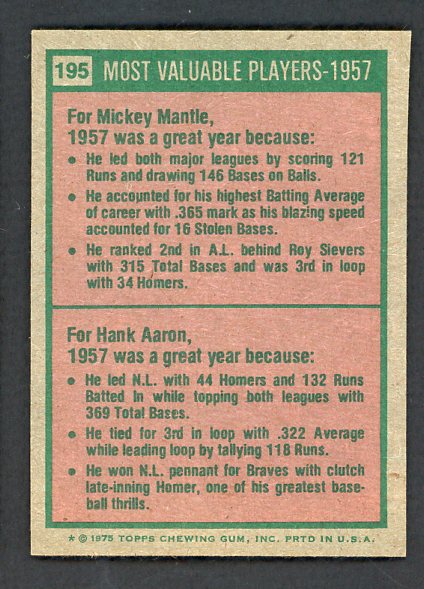 195 MOST VALUABLE PLAYERS-1957
For Mickey Mantle,
1957 was a great year because:
● He led both major leagues by scoring 121
Runs and drawing 146 Bases on Balls.
● He accounted for his highest Batting Average
of career with .365 mark as his blazing speed
accounted for 16 Stolen Bases.
● He ranked 2nd in A.L. behind Roy Sievers
with 315 Total Bases and was 3rd in loop
with 34 Homers.
For Hank Aaron,
1957 was a great year because:
● He led N.L. with 44 Homers and 132 Runs
Batted In while topping both leagues with
369 Total Bases.
● He tied for 3rd in loop with .322 Average
while leading loop by tallying 118 Runs.
● He won N.L. pennant for Braves with clutch
late-inning Homer, one of his greatest base-
ball thrills.
* © 1975 TOPPS CHEWING GUM, INC. PRTD IN U.S.A.